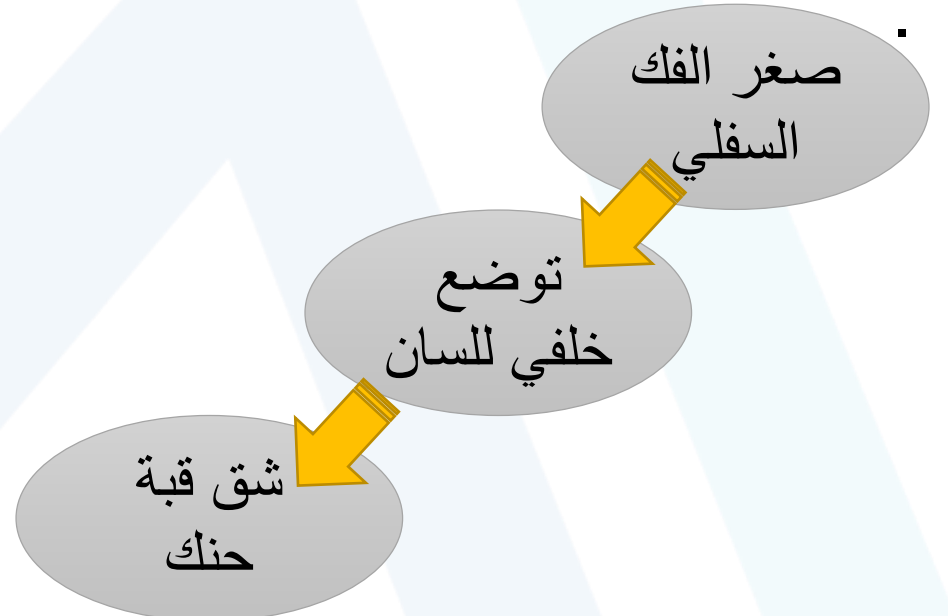 صغر الفك
السفلي
توضع
خلفي للسان
شق قبة
حنك